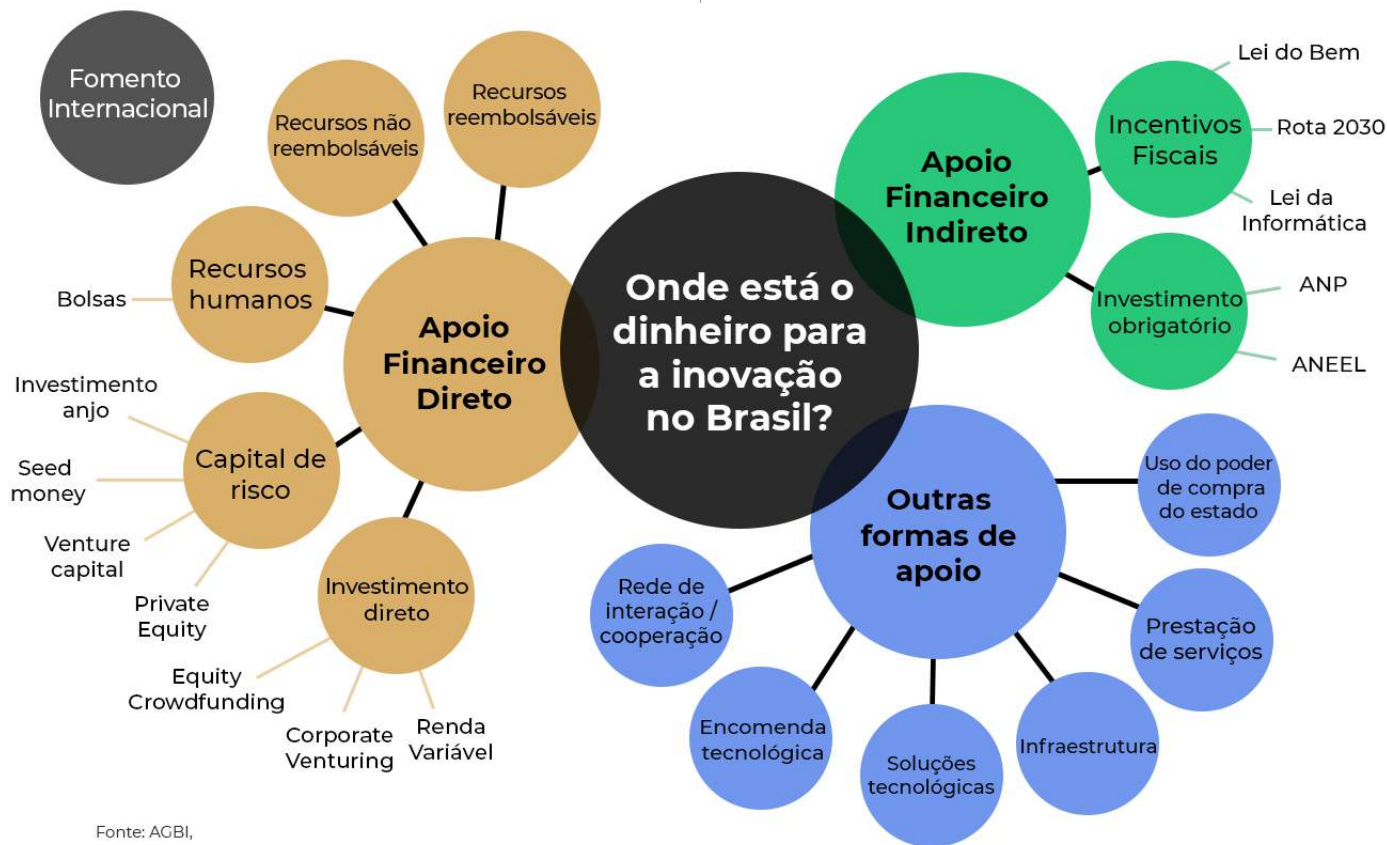 Fomento
Internacional
Recursos não
reembolsáveis
Recursos
reembolsáveis
Recursos
humanos
Bolsas
Apoio
Financeiro
Direto
Investimento
anjo
Seed
money
Venture
capital
Private
Equity
Capital de
risco
Investimento
direto
Equity
Crowdfunding
Corporate
Venturing
Renda
Variável
Onde está o
dinheiro para
a inovação
no Brasil?
Apoio
Financeiro
Indireto
Incentivos
Fiscais
Lei do Bem
Rota 2030
Lei da
Informática
Investimento
obrigatório
ANP
ANEEL
Outras
formas de
apoio
Uso do poder
de compra
do estado
Prestação
de serviços
Infraestrutura
Soluções
tecnológicas
Encomenda
tecnológica
Rede de
interação /
cooperação
Fonte: AGBI,